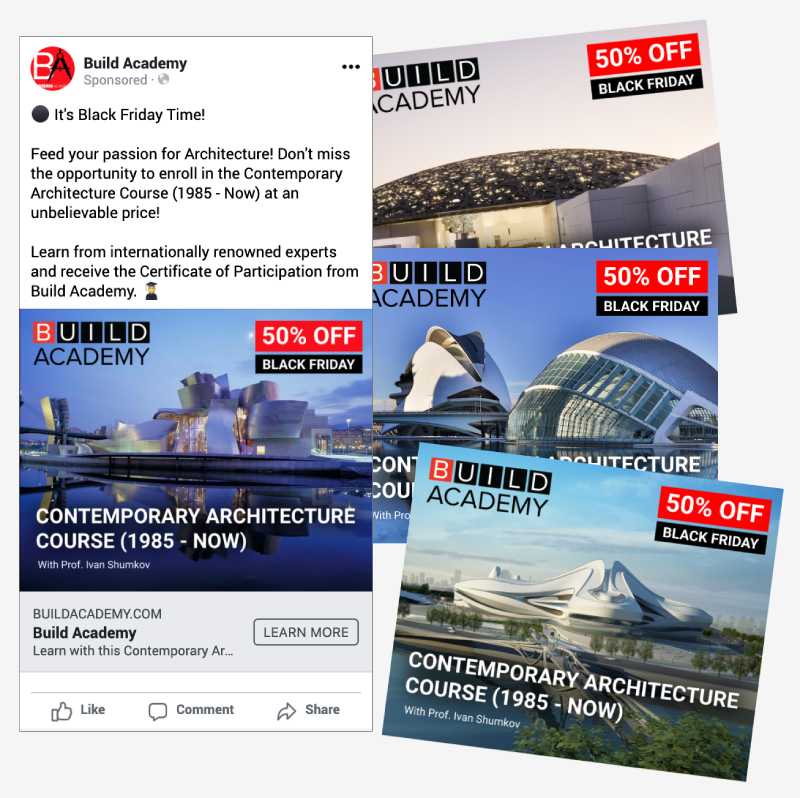 BA
Build Academy
Sponsored ·
It's Black Friday Time!
Feed your passion for Architecture! Don't miss
the opportunity to enroll in the Contemporary
Architecture Course (1985 - Now) at an
unbelievable price!
Learn from internationally renowned experts
and receive the Certificate of Participation from
Build Academy.
BUILD
ACADEMY
50% OFF
BLACK FRIDAY
CONTEMPORARY ARCHITECTURE
COURSE (1985 - NOW)
With Prof. Ivan Shumkov
BUILDACADEMY.COM
Build Academy
Learn with this Contemporary Ar...
LEARN MORE
Like
Comment
Share
BUILD
ACADEMY
50% OFF
BLACK FRIDAY
ARCHITECTURE
BUILD
ACADEMY
50% OFF
BLACK FRIDAY
CONT
ARCHITECTURE
COU
With Pro
BUILD
ACADEMY
50% OFF
BLACK FRIDAY
CONTEMPORARY ARCHITECTURE
COURSE (1985 - NOW)
With Prof. Ivan Shumkov